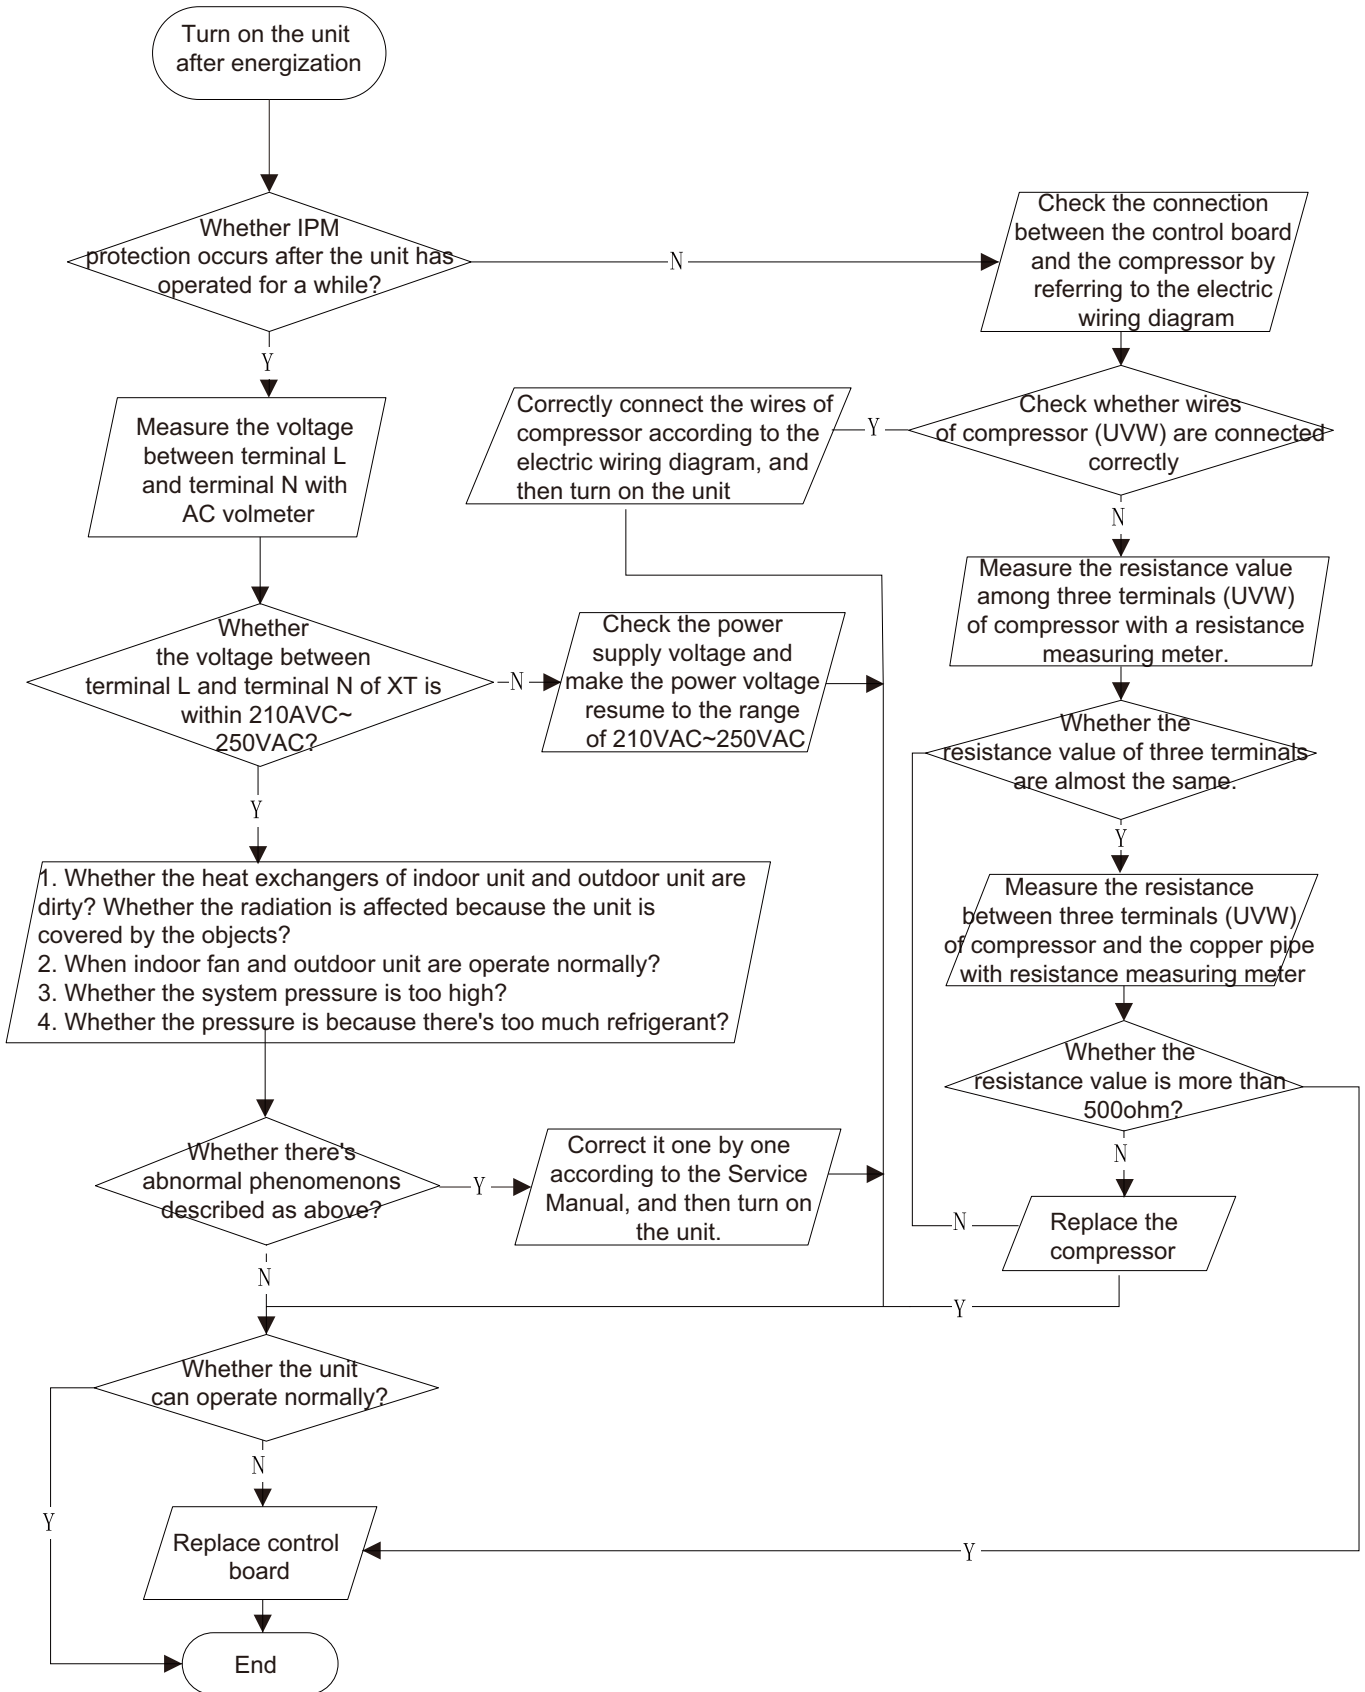 Turn on the unit
after energization
Whether IPM
protection occurs after the unit has
operated for a while?
N
Check the connection
between the control board
and the compressor by
referring to the electric
wiring diagram
Y
Measure the voltage
between terminal L
and terminal N with
AC volmeter
Correctly connect the wires of
compressor according to the
electric wiring diagram, and
then turn on the unit
Y
Check whether wires
of compressor (UVW) are connected
correctly
N
Measure the resistance value
among three terminals (UVW)
of compressor with a resistance
measuring meter.
Whether
the voltage between
terminal L and terminal N of XT is
within 210AVC~
250VAC?
N
Check the power
supply voltage and
make the power voltage
resume to the range
of 210VAC~250VAC
Whether the
resistance value of three terminals
are almost the same.
Y
Y
Measure the resistance
between three terminals (UVW)
of compressor and the copper pipe
with resistance measuring meter
1. Whether the heat exchangers of indoor unit and outdoor unit are
dirty? Whether the radiation is affected because the unit is
covered by the objects?
2. When indoor fan and outdoor unit are operate normally?
3. Whether the system pressure is too high?
4. Whether the pressure is because there's too much refrigerant?
Whether the
resistance value is more than
500ohm?
N
Whether there's
abnormal phenomenons
described as above?
Y
Correct it one by one
according to the Service
Manual, and then turn on
the unit.
N
Replace the
compressor
N
Y
Whether the unit
can operate normally?
N
Y
Replace control
board
Y
End